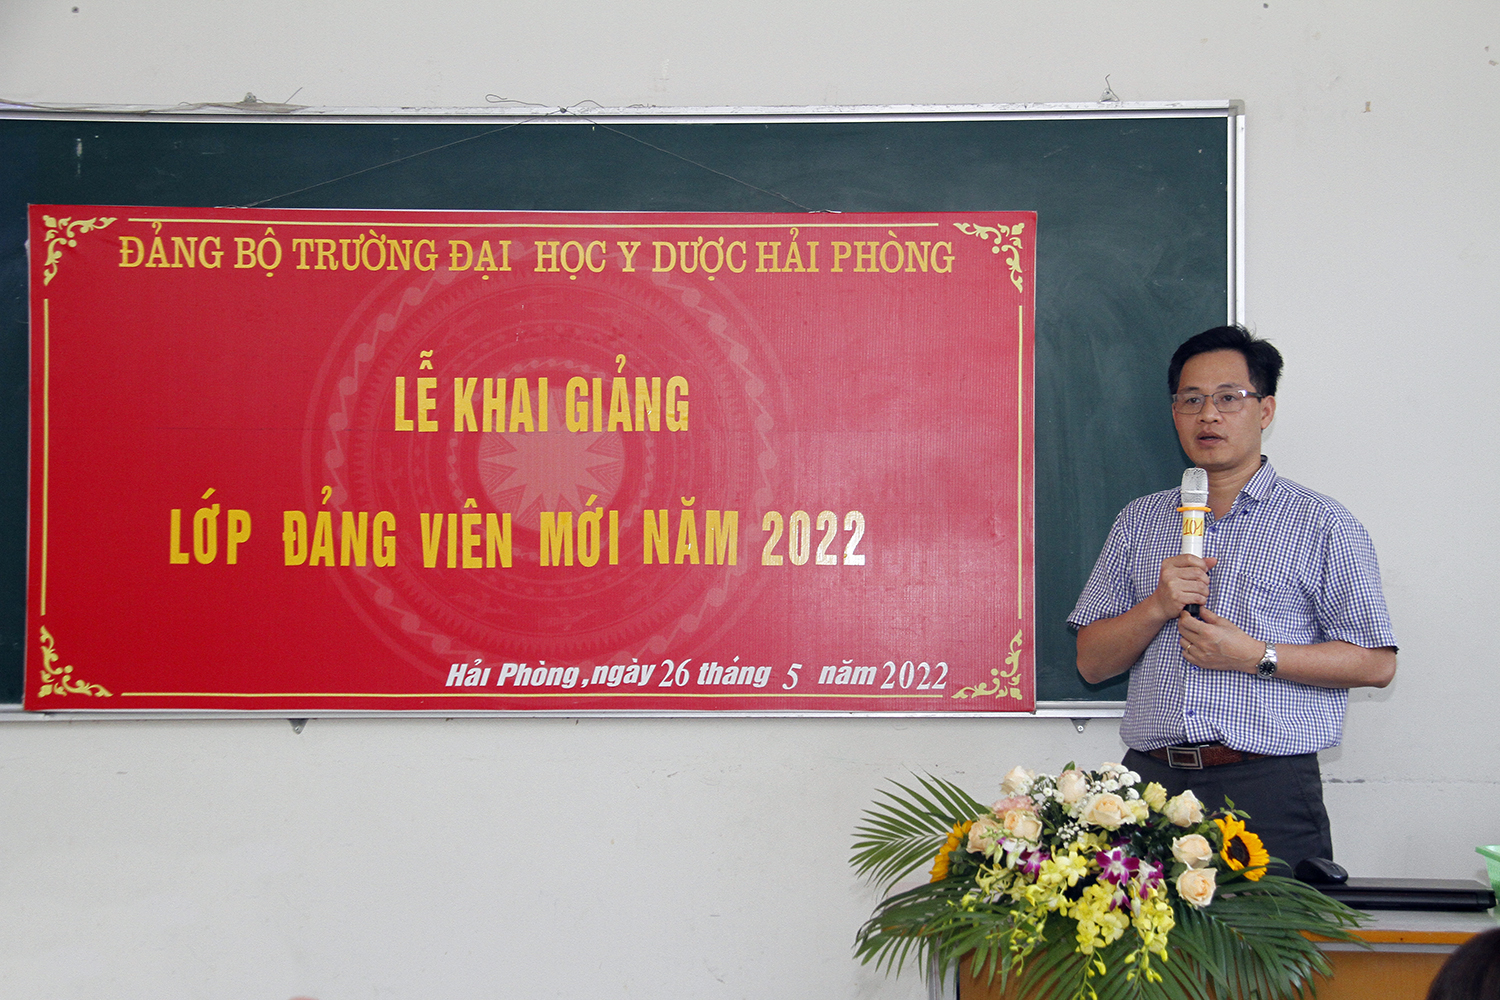 ĐẢNG BỘ TRƯỜNG ĐẠI HỌC Y DƯỢC HẢI PHÒNG
LỄ KHAI GIẢNG
LỚP ĐẢNG VIÊN MỚI NĂM 2022
Hải Phòng, ngày 26 tháng 5 năm 2022
101